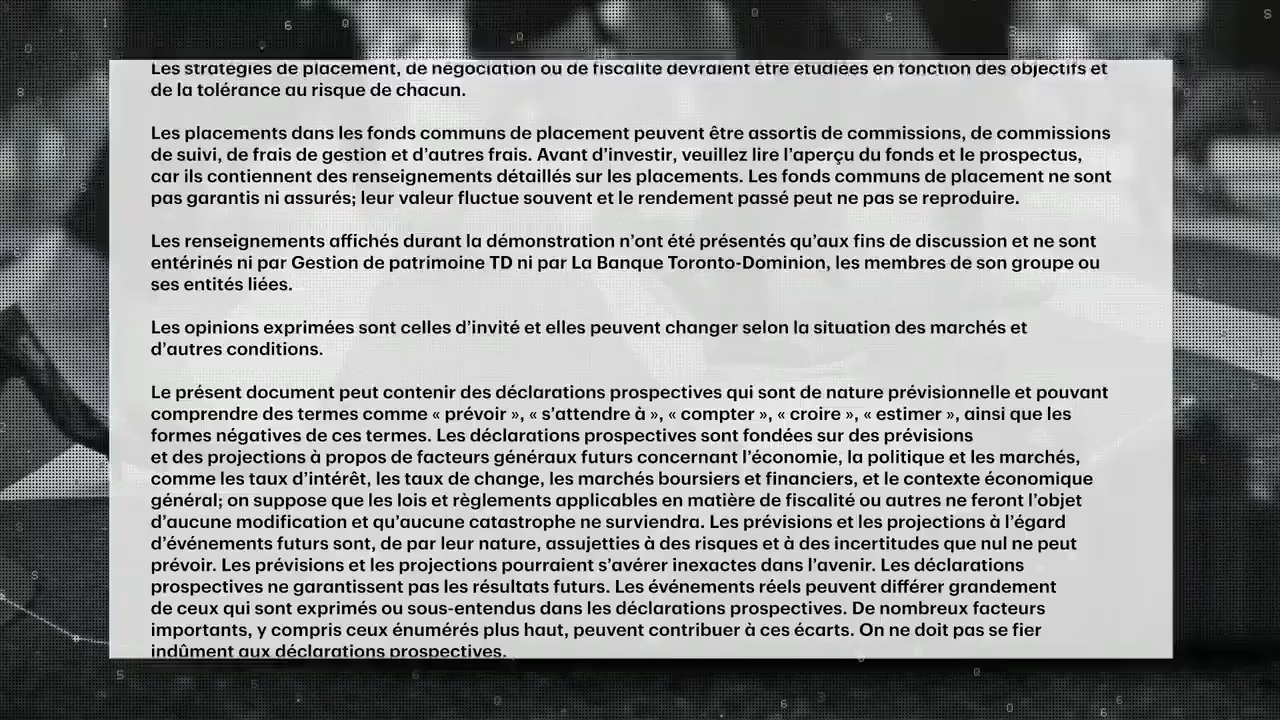 Les stratégies de placement, de négociation ou de fiscalité devraient être étudiées en fonction des objectifs et
de la tolérance au risque de chacun.
Les placements dans les fonds communs de placement peuvent être assortis de commissions, de commissions
de suivi, de frais de gestion et d'autres frais. Avant d'investir, veuillez lire l'aperçu du fonds et le prospectus,
car ils contiennent des renseignements détaillés sur les placements. Les fonds communs de placement ne sont
pas garantis ni assurés; leur valeur fluctue souvent et le rendement passé peut ne pas se reproduire.
Les renseignements affichés durant la démonstration n'ont été présentés qu'aux fins de discussion et ne sont
entérinés ni par Gestion de patrimoine TD ni par La Banque Toronto-Dominion, les membres de son groupe ou
ses entités liées.
Les opinions exprimées sont celles d'invité et elles peuvent changer selon la situation des marchés et
d'autres conditions.
Le présent document peut contenir des déclarations prospectives qui sont de nature prévisionnelle et pouvant
comprendre des termes comme « prévoir », « s'attendre à », « compter », « croire », « estimer », ainsi que les
formes négatives de ces termes. Les déclarations prospectives sont fondées sur des prévisions
et des projections à propos de facteurs généraux futurs concernant l'économie, la politique et les marchés,
comme les taux d'intérêt, les taux de change, les marchés boursiers et financiers, et le contexte économique
général; on suppose que les lois et règlements applicables en matière de fiscalité ou autres ne feront l'objet
d'aucune modification et qu'aucune catastrophe ne surviendra. Les prévisions et les projections à l'égard
d'événements futurs sont, de par leur nature, assujetties à des risques et à des incertitudes que nul ne peut
prévoir. Les prévisions et les projections pourraient s'avérer inexactes dans l'avenir. Les déclarations
prospectives ne garantissent pas les résultats futurs. Les événements réels peuvent différer grandement
de ceux qui sont exprimés ou sous-entendus dans les déclarations prospectives. De nombreux facteurs
importants, y compris ceux énumérés plus haut, peuvent contribuer à ces écarts. On ne doit pas se fier
indûment aux déclarations prospectives.